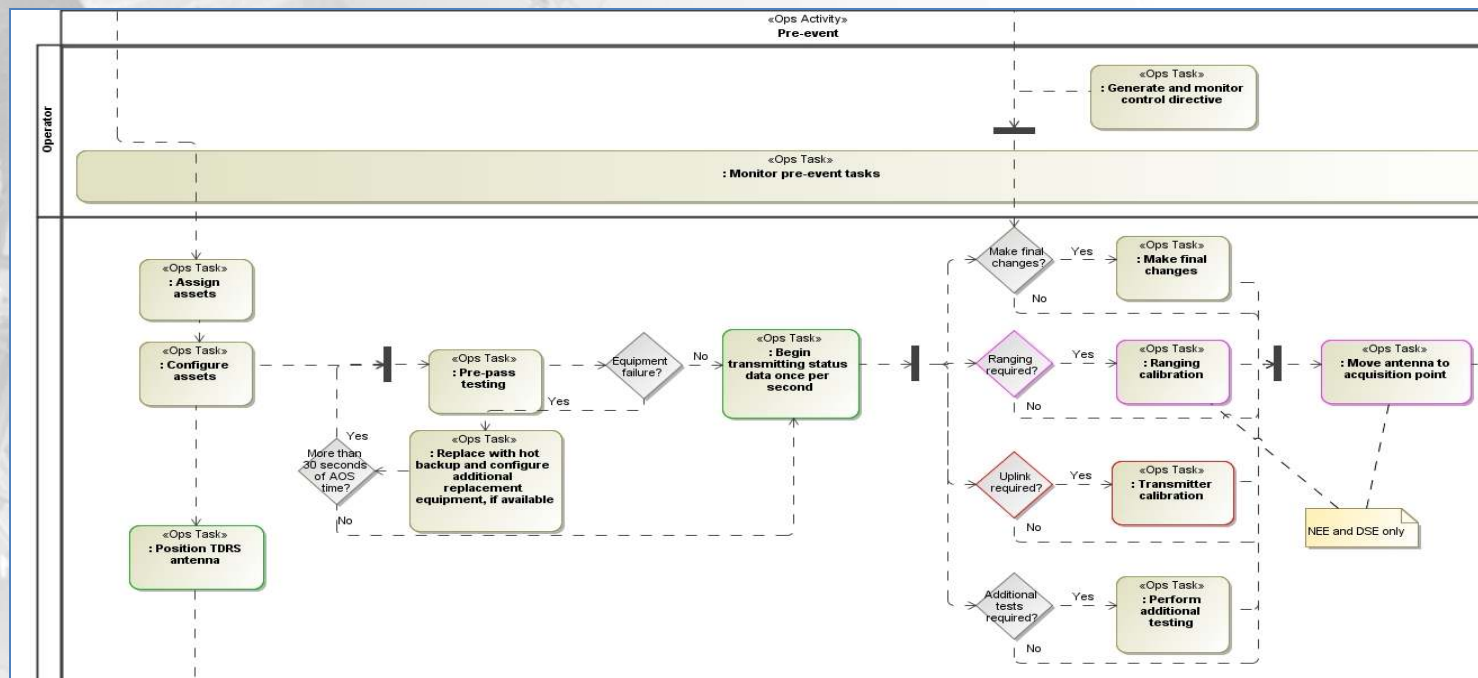 «Ops Activity»
Pre-event
Operator
«Ops Task»
: Generate and monitor
control directive
«Ops Task»
: Monitor pre-event tasks
«Ops Task»
: Assign
assets
«Ops Task»
: Configure
assets
«Ops Task»
: Position TDRS
antenna
More than
30 seconds
of AOS
time?
Yes
No
«Ops Task»
: Pre-pass
testing
Equipment
failure?
No
Yes
«Ops Task»
: Replace with hot
backup and configure
additional
replacement
equipment, if available
«Ops Task»
: Begin
transmitting status
data once per
second
Make final
changes?
Yes
No
«Ops Task»
: Make final
changes
Ranging
required?
Yes
No
«Ops Task»
: Ranging
calibration
Uplink
required?
Yes
No
«Ops Task»
: Transmitter
calibration
Additional
tests
required?
Yes
No
«Ops Task»
: Perform
additional
testing
«Ops Task»
: Move antenna to
acquisition point
NEE and DSE only